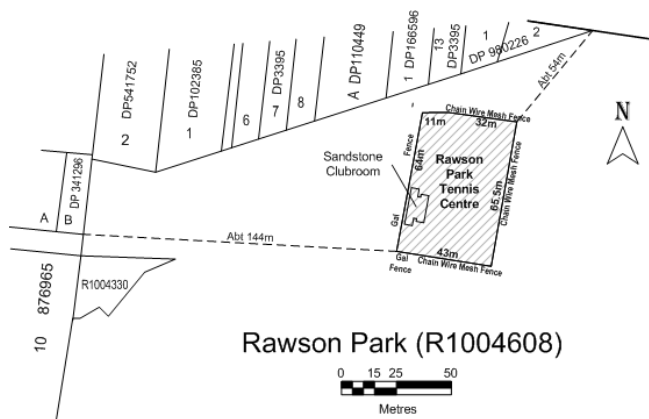 DP541752
2
DP102385
1
6
DP3395
7
8
A DP110449
1 DP166596
13
DP3395
1
DP 980226
2
Abt 54m
N
Chain Wire Mesh Fence
11m
32m
Fence
64m
Sandstone
Clubroom
Rawson
Park
Tennis
Centre
65.5m
Chain Wire Mesh Fence
Gal
DP 341296
A
B
Abt 144m
43m
Gal
Fence
Chain Wire Mesh Fence
R1004330
10 876965
Rawson Park (R1004608)
0 15 25 50
Metres